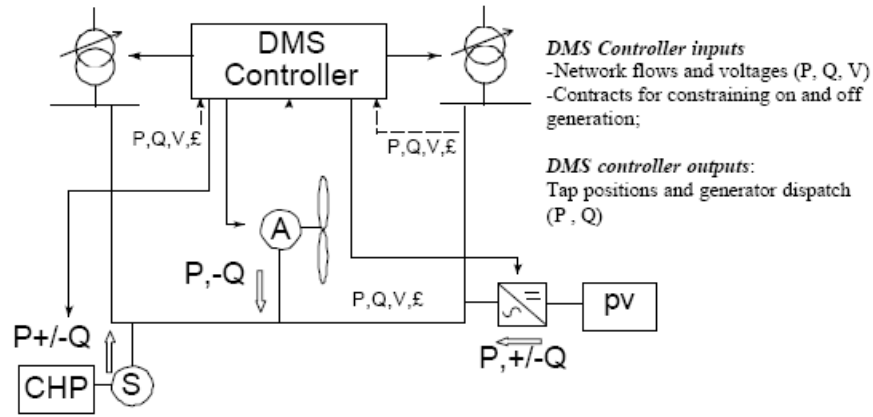 DMS
Controller
DMS Controller inputs
-Network flows and voltages (P, Q, V)
-Contracts for constraining on and off
generation;
P,Q,V,£
P,Q,V,£
DMS controller outputs:
Tap positions and generator dispatch
(P , Q)
A
P,-Q
P,Q,V,£
pv
P+/-Q
P,+/-Q
CHP
S